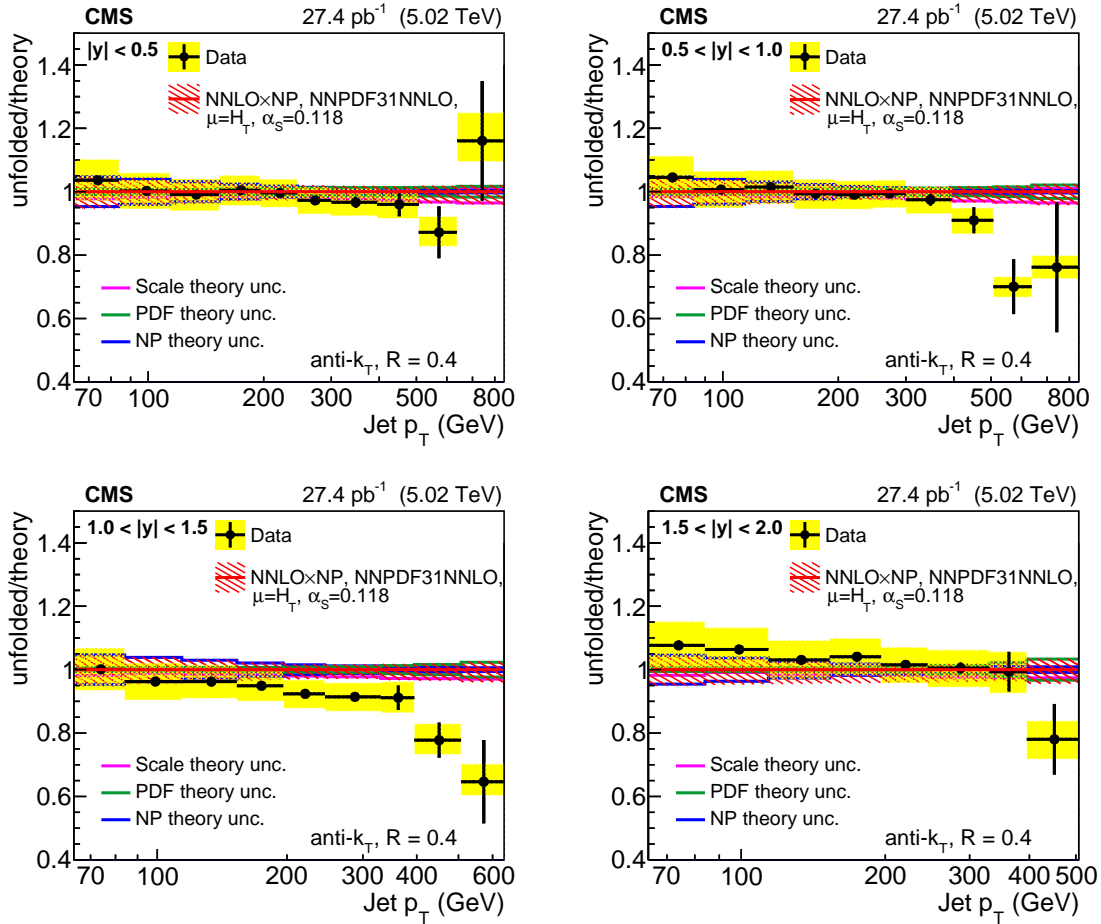 CMS 27.4 pb⁻¹ (5.02 TeV)
unfolded/theory
|y| < 0.5
Data
NNLO×NP, NNPDF31NNLO,
μ=H_T, α_S=0.118
1.4
1.2
1
0.8
0.6
0.4
Scale theory unc.
PDF theory unc.
NP theory unc.
anti-k_T, R = 0.4
70 100 200 300 400 500 800
Jet p_T (GeV)
CMS 27.4 pb⁻¹ (5.02 TeV)
unfolded/theory
0.5 < |y| < 1.0
Data
NNLO×NP, NNPDF31NNLO,
μ=H_T, α_S=0.118
1.4
1.2
1
0.8
0.6
0.4
Scale theory unc.
PDF theory unc.
NP theory unc.
anti-k_T, R = 0.4
70 100 200 300 400 500 800
Jet p_T (GeV)
CMS 27.4 pb⁻¹ (5.02 TeV)
unfolded/theory
1.0 < |y| < 1.5
Data
NNLO×NP, NNPDF31NNLO,
μ=H_T, α_S=0.118
1.4
1.2
1
0.8
0.6
0.4
Scale theory unc.
PDF theory unc.
NP theory unc.
anti-k_T, R = 0.4
70 100 200 300 400 500 600
Jet p_T (GeV)
CMS 27.4 pb⁻¹ (5.02 TeV)
unfolded/theory
1.5 < |y| < 2.0
Data
NNLO×NP, NNPDF31NNLO,
μ=H_T, α_S=0.118
1.4
1.2
1
0.8
0.6
0.4
Scale theory unc.
PDF theory unc.
NP theory unc.
anti-k_T, R = 0.4
70 100 200 300 400 500
Jet p_T (GeV)